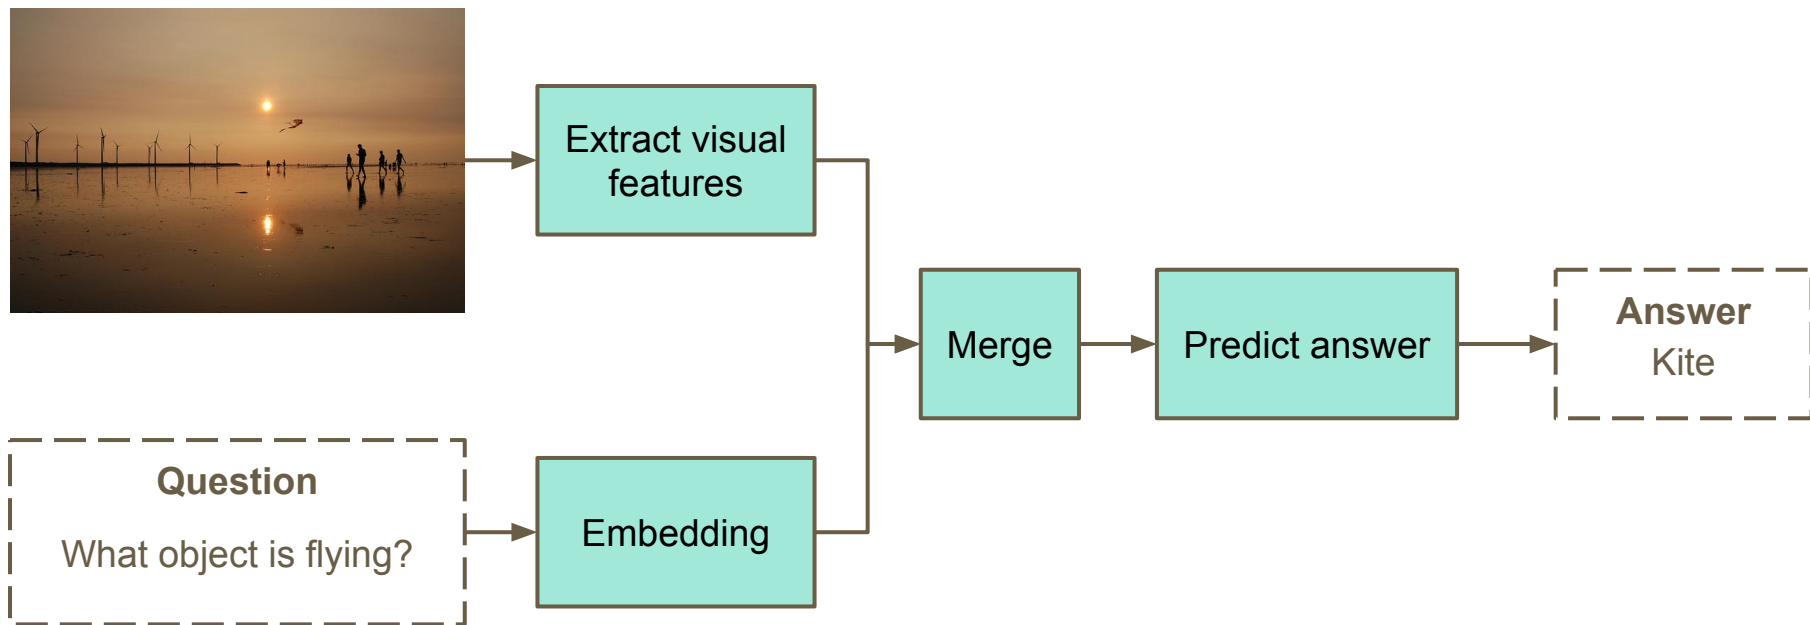 Extract visual
features
Question
What object is flying?
Embedding
Merge
Predict answer
Answer
Kite